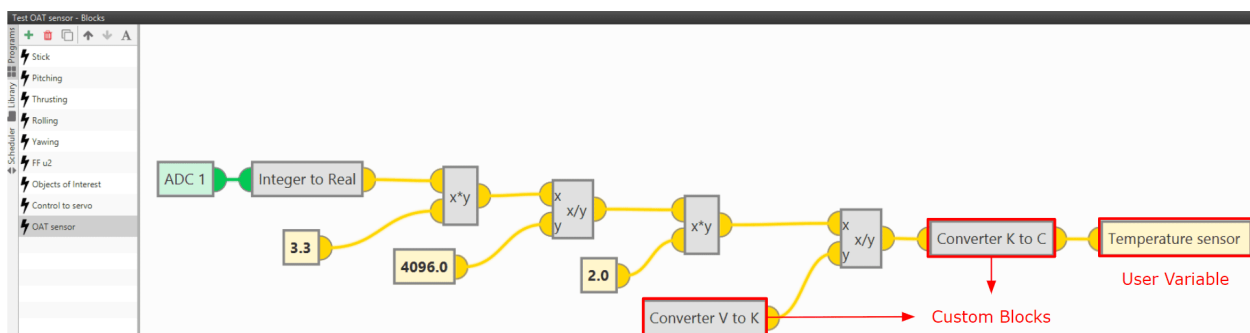 Test OAT sensor - Blocks
Programs
Library
Scheduler
A
Stick
Pitching
Thrusting
Rolling
Yawing
FF u2
Objects of Interest
Control to servo
OAT sensor
ADC 1
Integer to Real
x*y
3.3
x
x/y
y
4096.0
x*y
2.0
x
x/y
y
Converter V to K
Converter K to C
Temperature sensor
User Variable
Custom Blocks